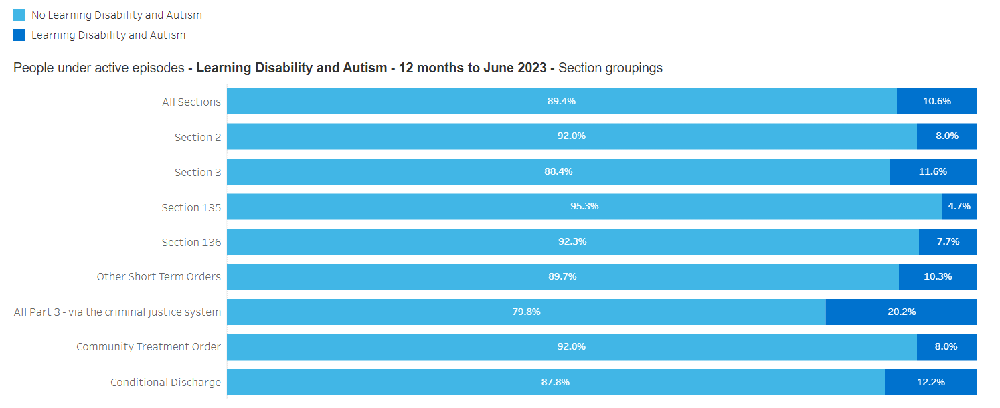 No Learning Disability and Autism
Learning Disability and Autism
People under active episodes - Learning Disability and Autism - 12 months to June 2023 - Section groupings
All Sections 89.4% 10.6%
Section 2 92.0% 8.0%
Section 3 88.4% 11.6%
Section 135 95.3% 4.7%
Section 136 92.3% 7.7%
Other Short Term Orders 89.7% 10.3%
All Part 3 - via the criminal justice system 79.8% 20.2%
Community Treatment Order 92.0% 8.0%
Conditional Discharge 87.8% 12.2%